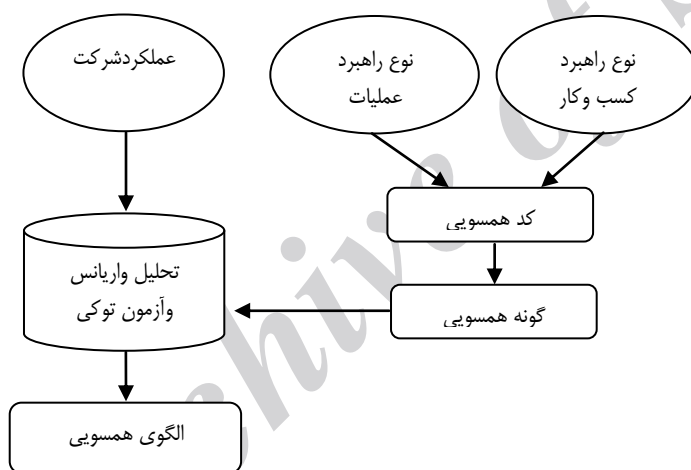 نوع راهبرد
کسب وکار
نوع راهبرد
عملیات
عملکردشرکت
کد همسویی
گونه همسویی
تحلیل واریانس
وآزمون توکی
الگوی همسویی